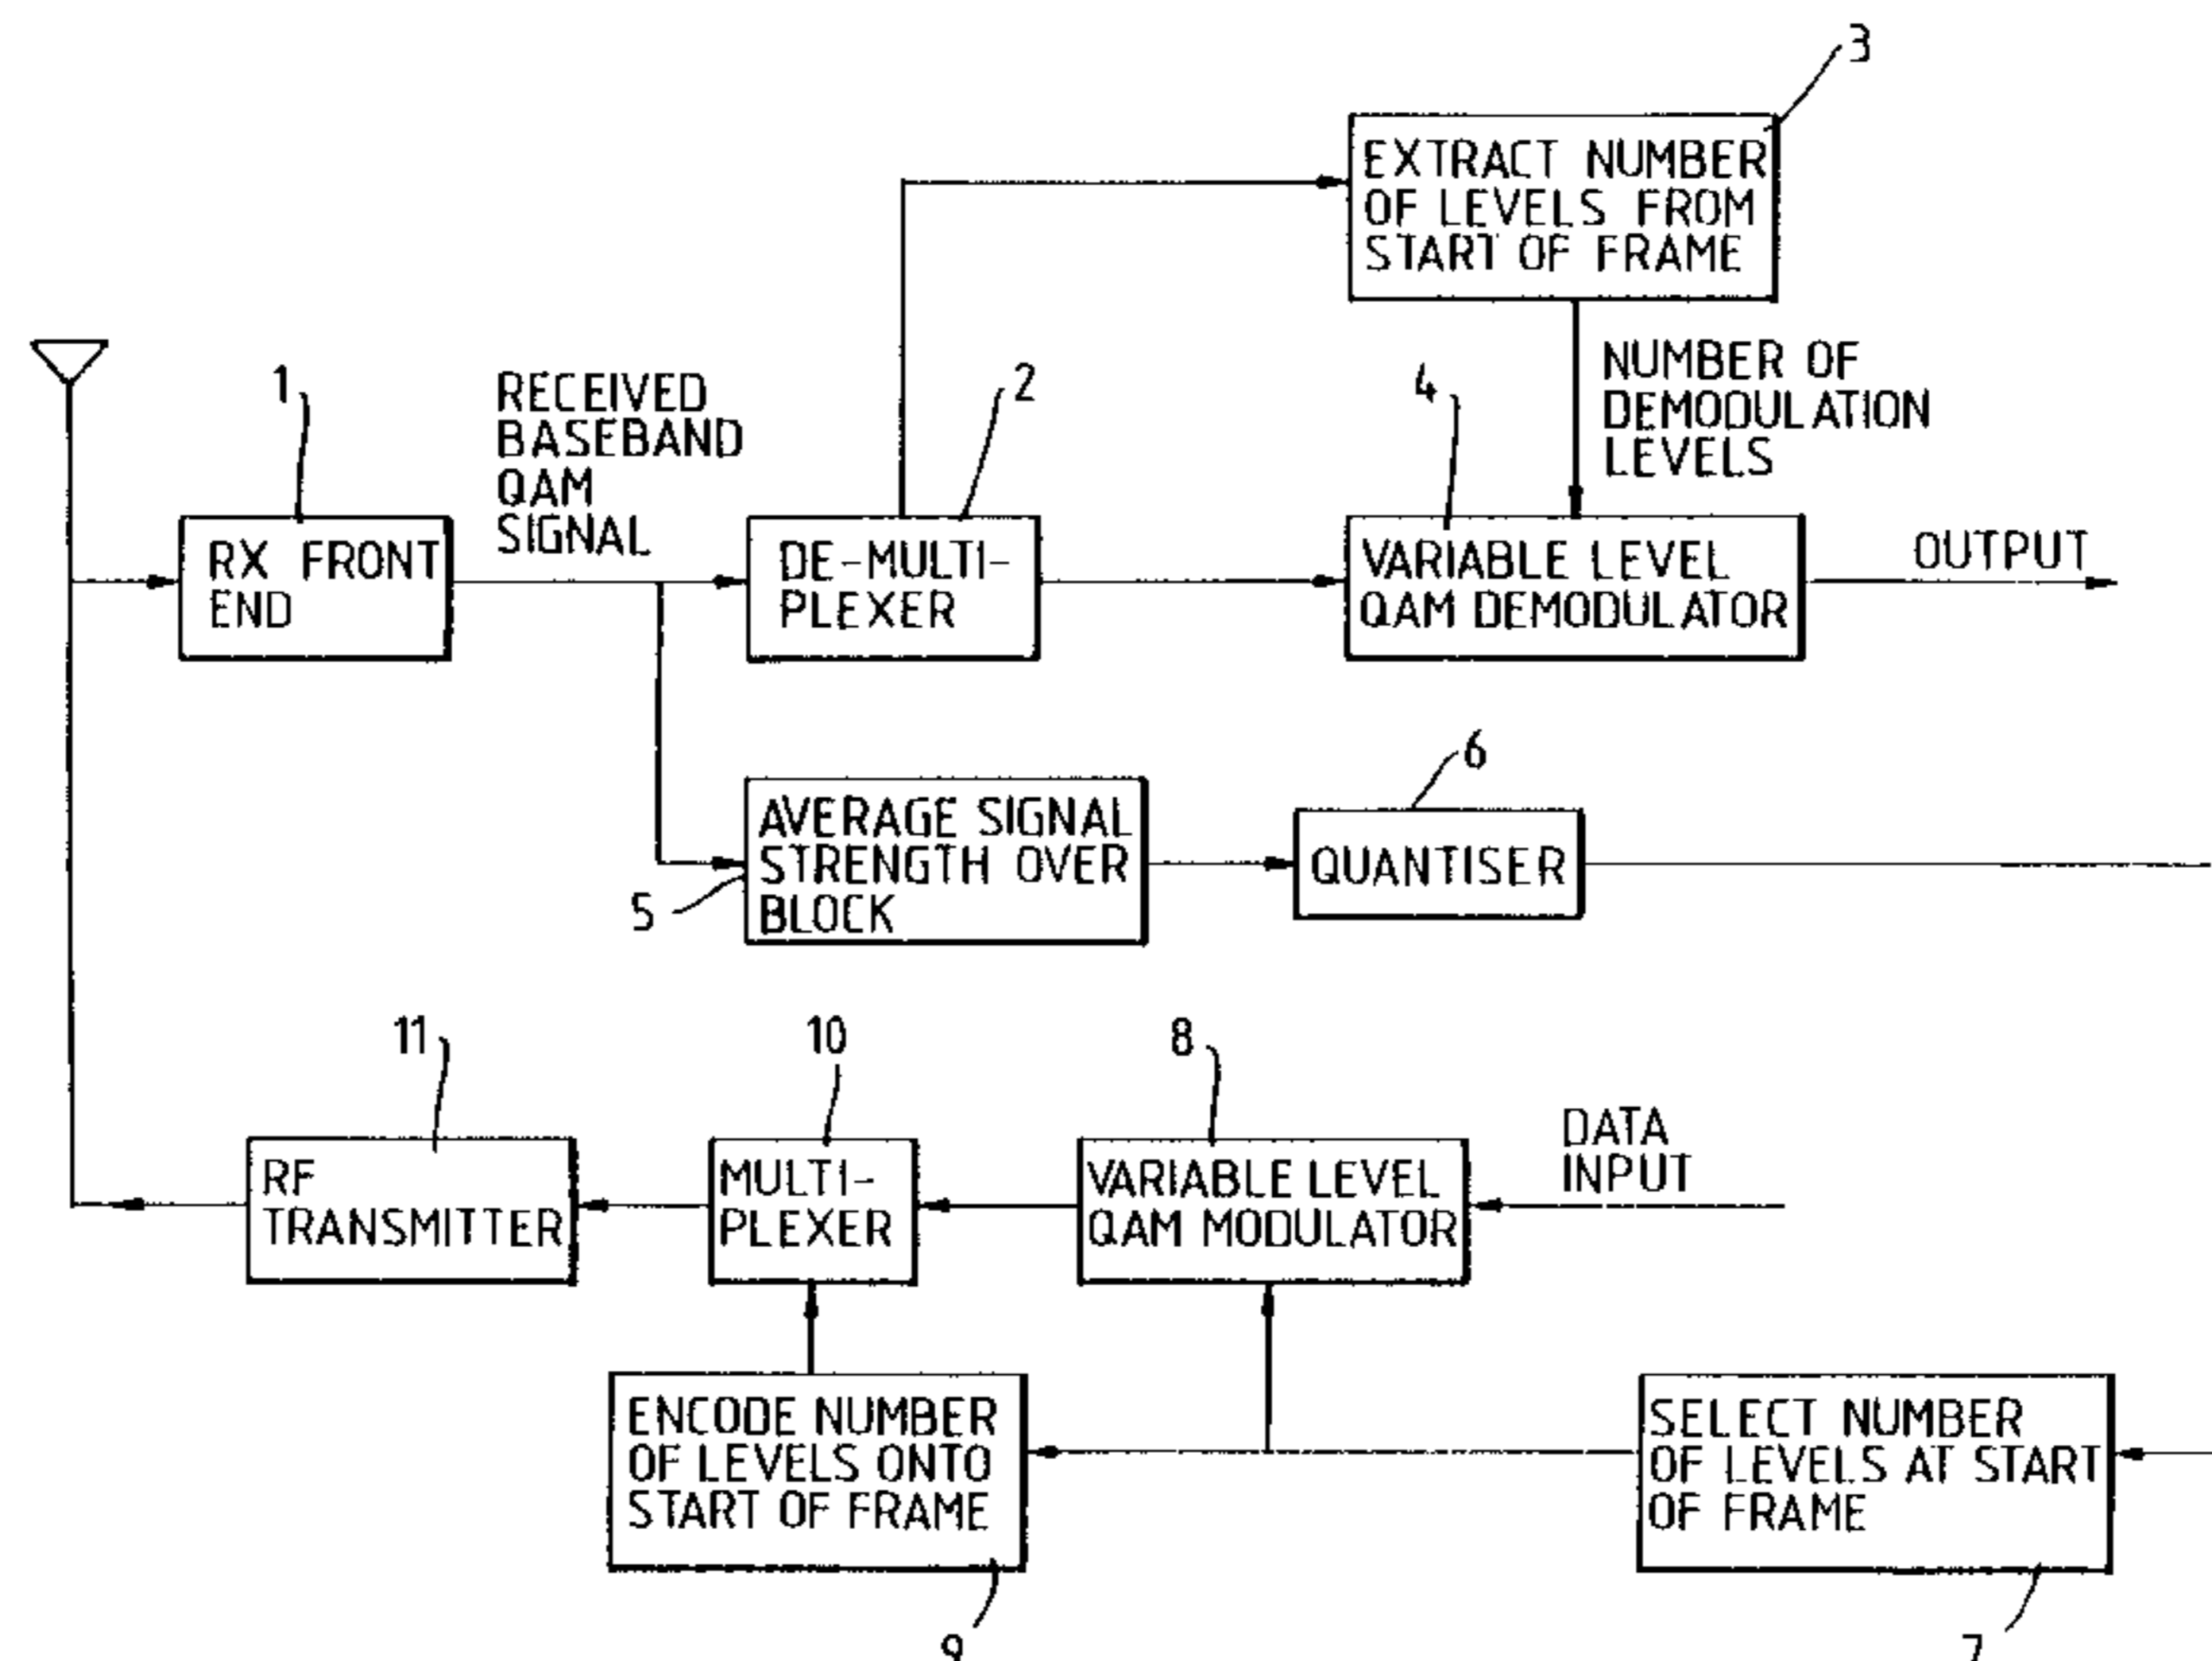 3
EXTRACT NUMBER
OF LEVELS FROM
START OF FRAME
1
RECEIVED
BASEBAND
QAM
SIGNAL
2
4
NUMBER OF
DEMODULATION
LEVELS
RX FRONT
END
DE-MULTI-
PLEXER
VARIABLE LEVEL
QAM DEMODULATOR
OUTPUT
5
AVERAGE SIGNAL
STRENGTH OVER
BLOCK
6
QUANTISER
11
10
8
RF
TRANSMITTER
MULTI-
PLEXER
VARIABLE LEVEL
QAM MODULATOR
DATA
INPUT
ENCODE NUMBER
OF LEVELS ONTO
START OF FRAME
SELECT NUMBER
OF LEVELS AT START
OF FRAME
9
7